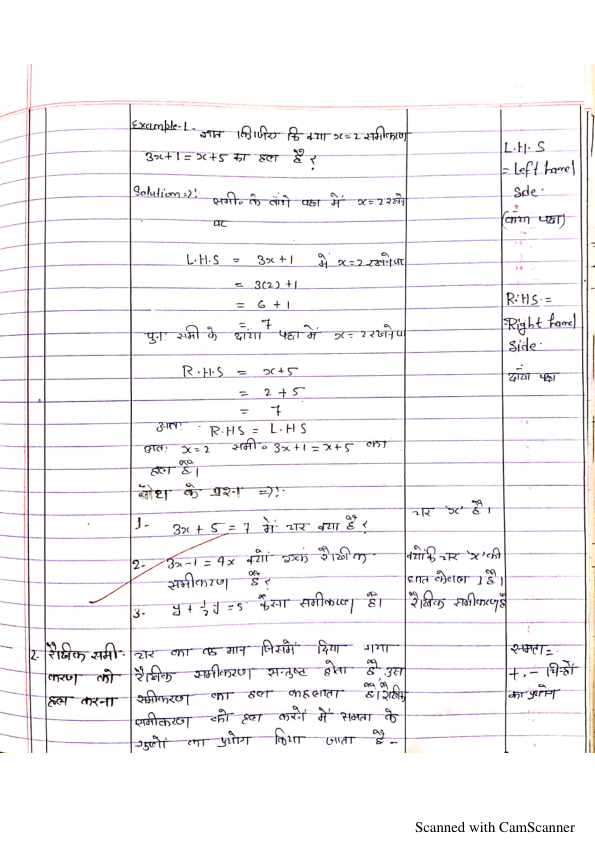 Example-1. ज्ञात कीजिए कि क्या x=2 समीकरण
3x+1=x+5 का हल है ?
Solution=>:- समी० के बांये पक्ष में x=2 रखने
पर
L.H.S = 3x+1 में x=2 रखने पर
= 3(2)+1
= 6+1
= 7
पुनः समी के दांया पक्ष में x=2 रखने पर
R.H.S = x+5
= 2+5
= 7
अतः R.HS = L.HS
अतः x=2 समी० 3x+1=x+5 का
हल है।
बोध के प्रश्न =>:-
1- 3x+5=7 में चर क्या है ?
2- 3x-1=4x क्यों रैखिक
समीकरण है ?
3- y+½y=5 कैसा समीकरण है।
L.H.S
= Left hand
Side.
(बांया पक्ष)
R.HS.=
Right hand
Side.
दांया पक्ष
चर 'x' है।
क्योंकि चर 'x' की
घात केवल 1 है।
रैखिक समीकरण है
2. रैखिक समी-
करण को
हल करना
चर का वह मान जिसमें दिया गया
रैखिक समीकरण सन्तुष्ट होता है, उस
समीकरण का हल कहलाता है। रैखिक
समीकरण को हल करने में समता के
गुणों का प्रयोग किया जाता है -
समता=
+, - चिन्हों
का प्रयोग
Scanned with CamScanner